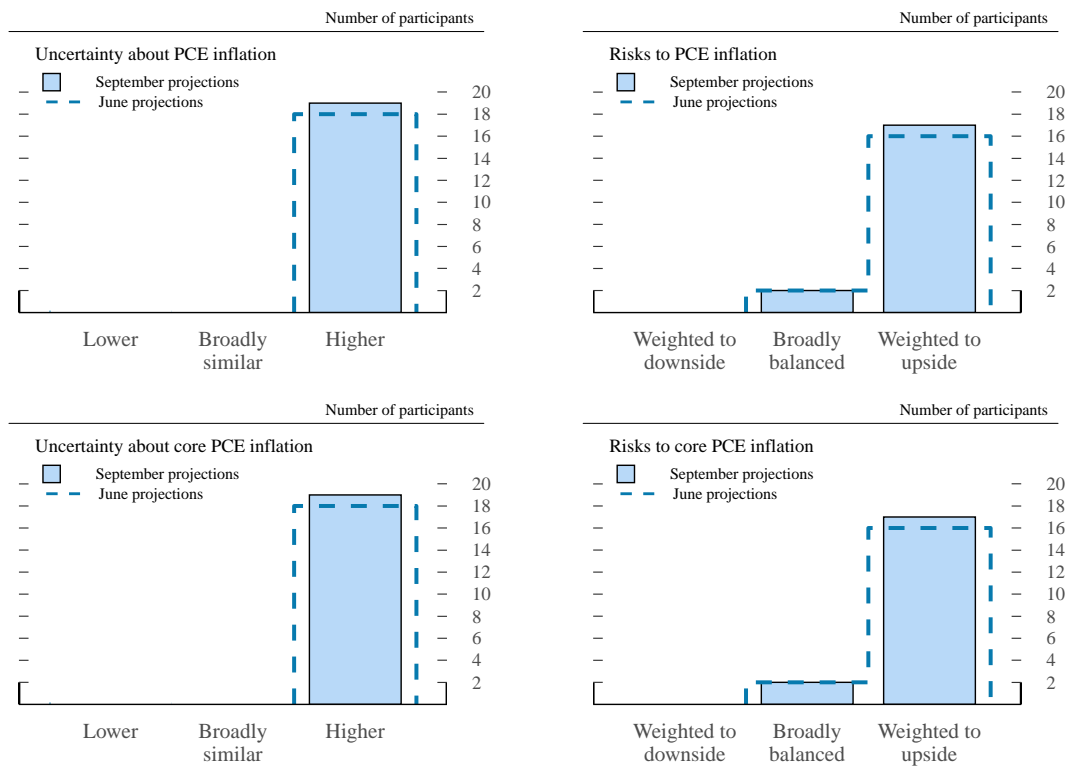 Number of participants
Uncertainty about PCE inflation
September projections
June projections
20
18
16
14
12
10
8
6
4
2
Lower
Broadly similar
Higher
Number of participants
Risks to PCE inflation
September projections
June projections
20
18
16
14
12
10
8
6
4
2
Weighted to downside
Broadly balanced
Weighted to upside
Number of participants
Uncertainty about core PCE inflation
September projections
June projections
20
18
16
14
12
10
8
6
4
2
Lower
Broadly similar
Higher
Number of participants
Risks to core PCE inflation
September projections
June projections
20
18
16
14
12
10
8
6
4
2
Weighted to downside
Broadly balanced
Weighted to upside